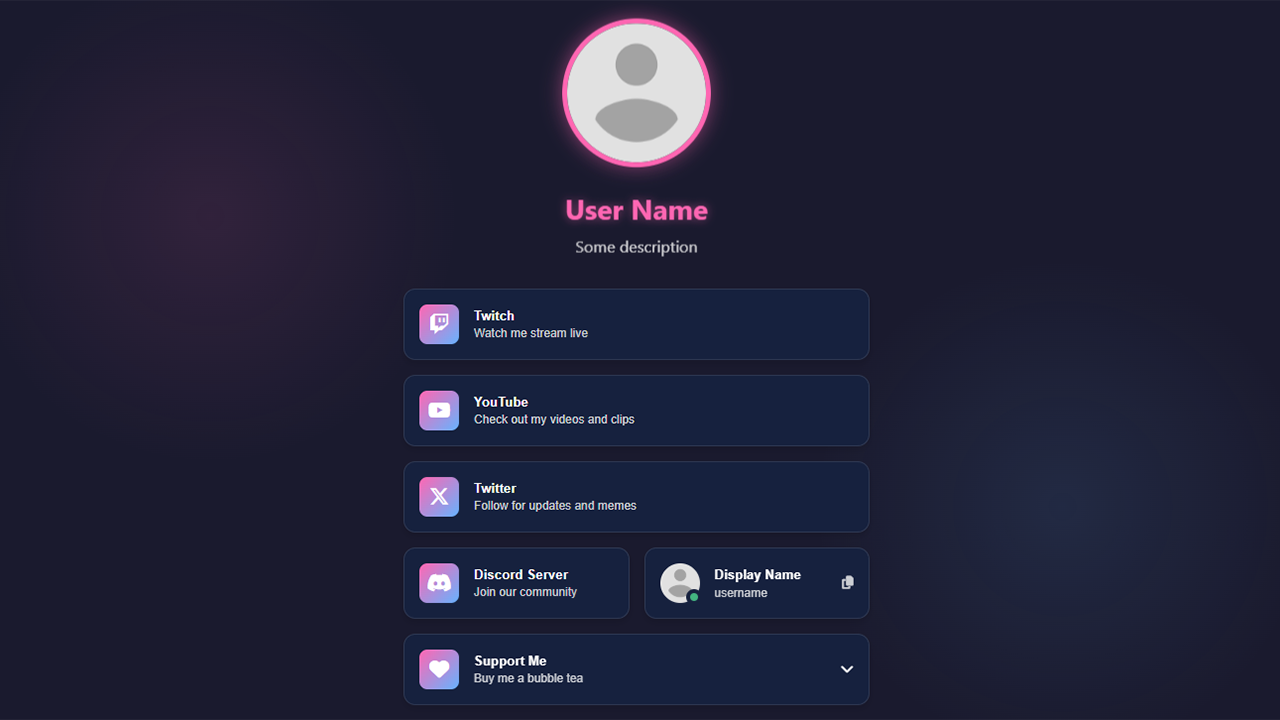 User Name
Some description
Twitch
Watch me stream live
YouTube
Check out my videos and clips
Twitter
Follow for updates and memes
Discord Server
Join our community
Display Name
username
Support Me
Buy me a bubble tea